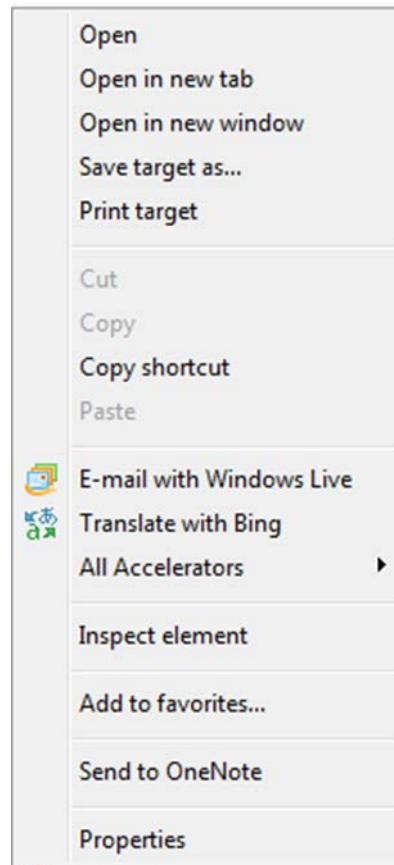 Open
Open in new tab
Open in new window
Save target as...
Print target
Cut
Copy
Copy shortcut
Paste
E-mail with Windows Live
Translate with Bing
All Accelerators
Inspect element
Add to favorites...
Send to OneNote
Properties